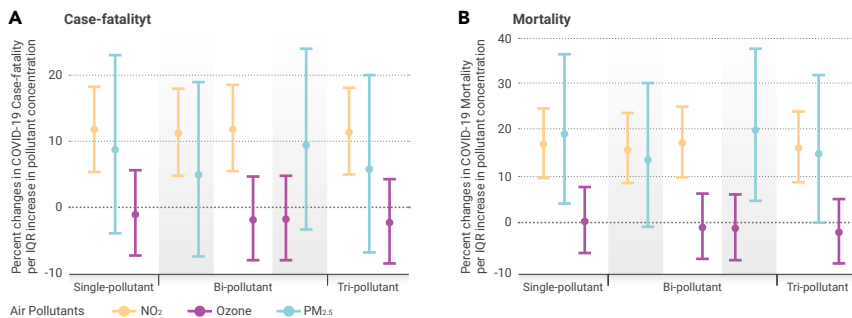 A Case-fatalityt
Percent changes in COVID-19 Case-fatality
per IQR increase in pollutant concentration
20
10
0
-10
Single-pollutant Bi-pollutant Tri-pollutant
B Mortality
Percent changes in COVID-19 Mortality
per IQR increase in pollutant concentration
40
30
20
10
0
-10
Single-pollutant Bi-pollutant Tri-pollutant
Air Pollutants NO₂ Ozone PM₂.₅